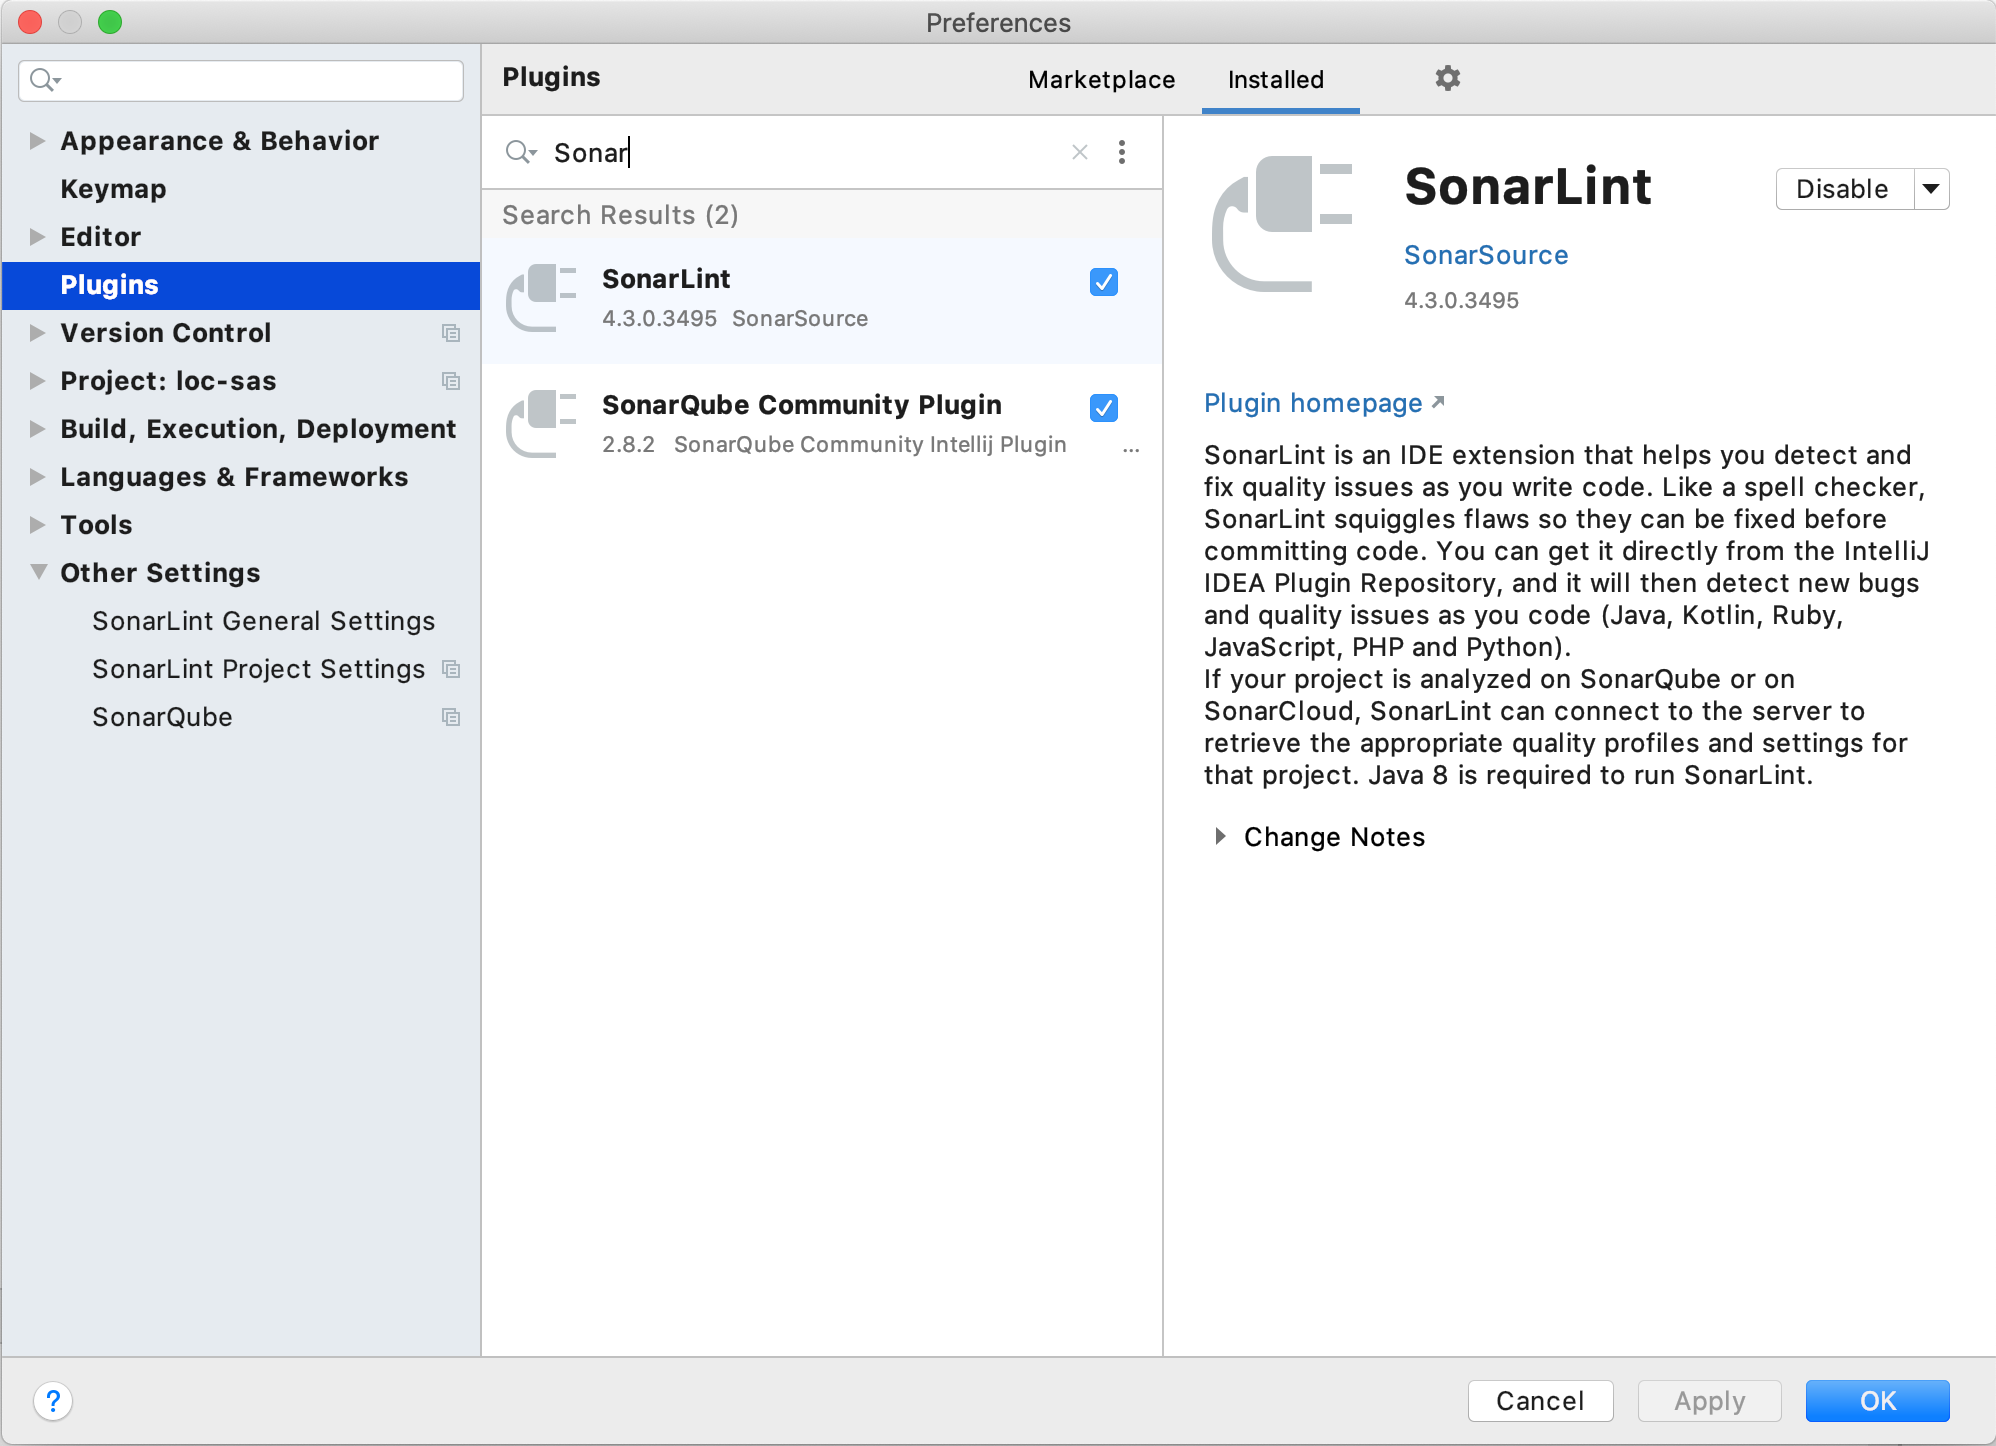 Preferences
Appearance & Behavior
Keymap
Editor
Plugins
Version Control
Project: loc-sas
Build, Execution, Deployment
Languages & Frameworks
Tools
Other Settings
SonarLint General Settings
SonarLint Project Settings
SonarQube
Plugins
Marketplace
Installed
Sonar
Search Results (2)
SonarLint
4.3.0.3495 SonarSource
SonarQube Community Plugin
2.8.2 SonarQube Community Intellij Plugin ...
SonarLint
Disable
SonarSource
4.3.0.3495
Plugin homepage
SonarLint is an IDE extension that helps you detect and
fix quality issues as you write code. Like a spell checker,
SonarLint squiggles flaws so they can be fixed before
committing code. You can get it directly from the IntelliJ
IDEA Plugin Repository, and it will then detect new bugs
and quality issues as you code (Java, Kotlin, Ruby,
JavaScript, PHP and Python).
If your project is analyzed on SonarQube or on
SonarCloud, SonarLint can connect to the server to
retrieve the appropriate quality profiles and settings for
that project. Java 8 is required to run SonarLint.
Change Notes
?
Cancel
Apply
OK